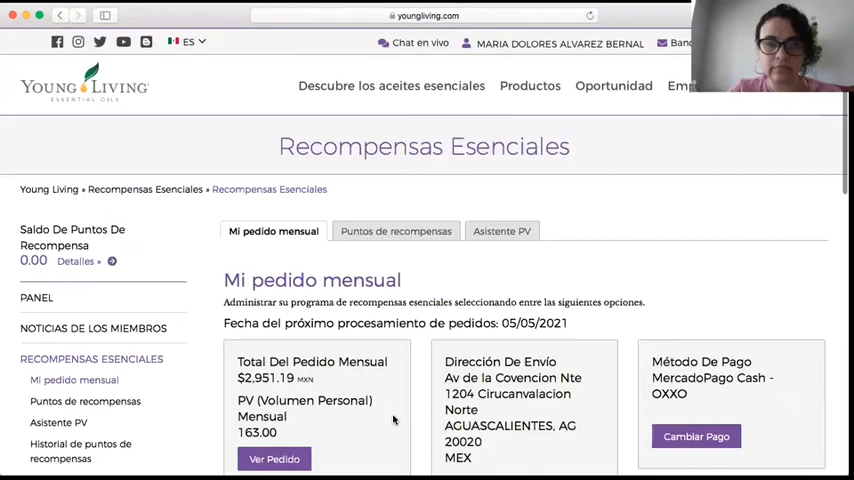 youngliving.com
ES
Chat en vivo
MARIA DOLORES ALVAREZ BERNAL
YOUNG LIVING
ESSENTIAL OILS
Descubre los aceites esenciales
Productos
Oportunidad
Recompensas Esenciales
Young Living » Recompensas Esenciales » Recompensas Esenciales
Saldo De Puntos De
Recompensa
0.00 Detalles »
PANEL
NOTICIAS DE LOS MIEMBROS
RECOMPENSAS ESENCIALES
Mi pedido mensual
Puntos de recompensas
Asistente PV
Historial de puntos de
recompensas
Mi pedido mensual
Puntos de recompensas
Asistente PV
Mi pedido mensual
Administrar su programa de recompensas esenciales seleccionando entre las siguientes opciones.
Fecha del próximo procesamiento de pedidos: 05/05/2021
Total Del Pedido Mensual
$2,951.19 MXN
PV (Volumen Personal)
Mensual
163.00
Ver Pedido
Dirección De Envío
Av de la Covencion Nte
1204 Cirucanvalacion
Norte
AGUASCALIENTES, AG
20020
MEX
Método De Pago
MercadoPago Cash -
OXXO
Cambiar Pago